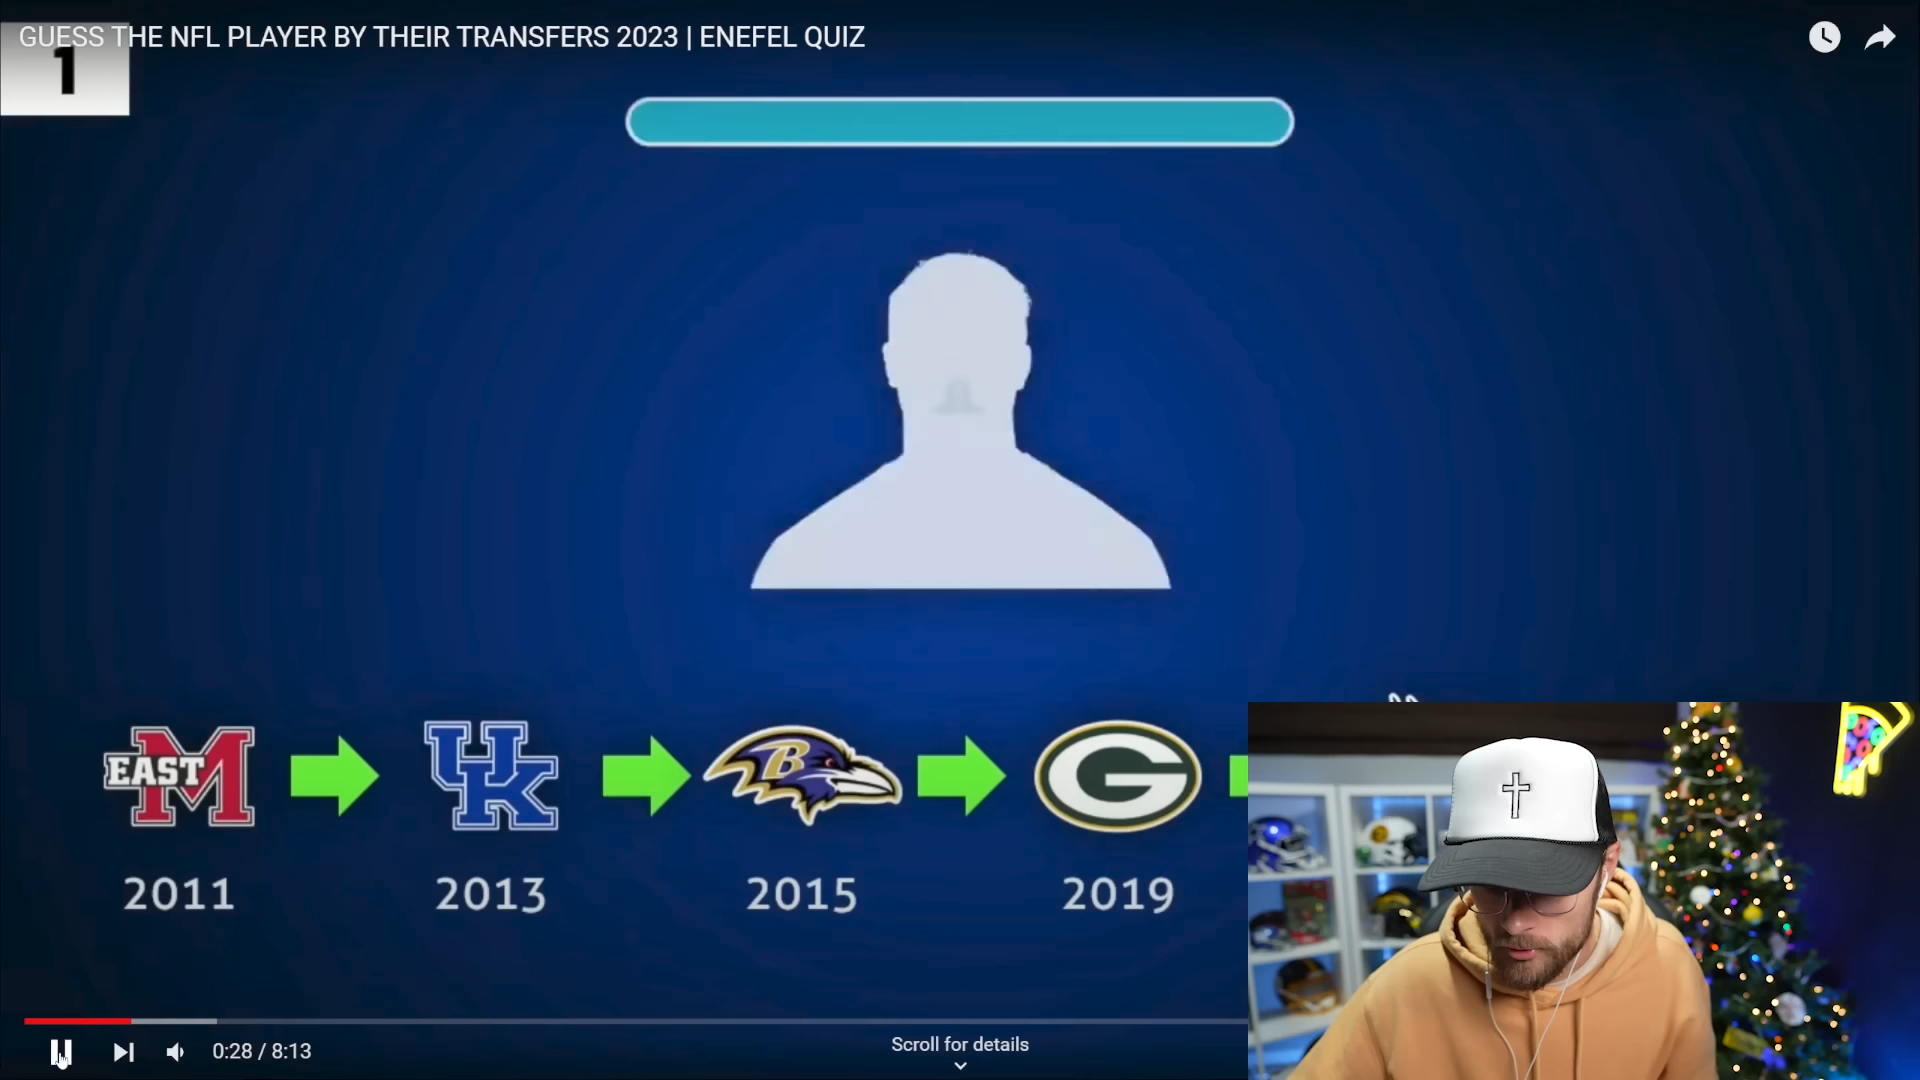 GUESS THE NFL PLAYER BY THEIR TRANSFERS 2023 | ENEFEL QUIZ
1
EAST M
UK
B
G
2011
2013
2015
2019
0:28 / 8:13
Scroll for details